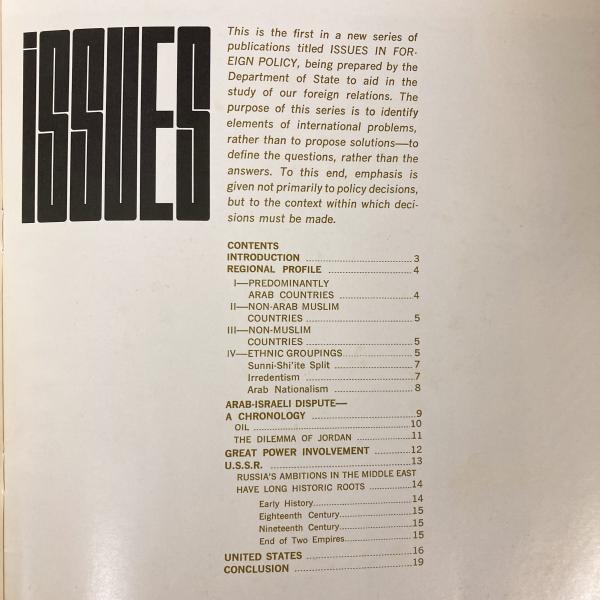 iSSUES
This is the first in a new series of
publications titled ISSUES IN FOR-
EIGN POLICY, being prepared by the
Department of State to aid in the
study of our foreign relations. The
purpose of this series is to identify
elements of international problems,
rather than to propose solutions—to
define the questions, rather than the
answers. To this end, emphasis is
given not primarily to policy decisions,
but to the context within which deci-
sions must be made.
CONTENTS
INTRODUCTION ........ 3
REGIONAL PROFILE ........ 4
I—PREDOMINANTLY
ARAB COUNTRIES ........ 4
II—NON-ARAB MUSLIM
COUNTRIES ........ 5
III—NON-MUSLIM
COUNTRIES ........ 5
IV—ETHNIC GROUPINGS ........ 5
Sunni-Shi'ite Split ........ 7
Irredentism ........ 7
Arab Nationalism ........ 8
ARAB-ISRAELI DISPUTE—
A CHRONOLOGY ........ 9
OIL ........ 10
THE DILEMMA OF JORDAN ........ 11
GREAT POWER INVOLVEMENT ........ 12
U.S.S.R. ........ 13
RUSSIA'S AMBITIONS IN THE MIDDLE EAST
HAVE LONG HISTORIC ROOTS ........ 14
Early History ........ 14
Eighteenth Century ........ 15
Nineteenth Century ........ 15
End of Two Empires ........ 15
UNITED STATES ........ 16
CONCLUSION ........ 19